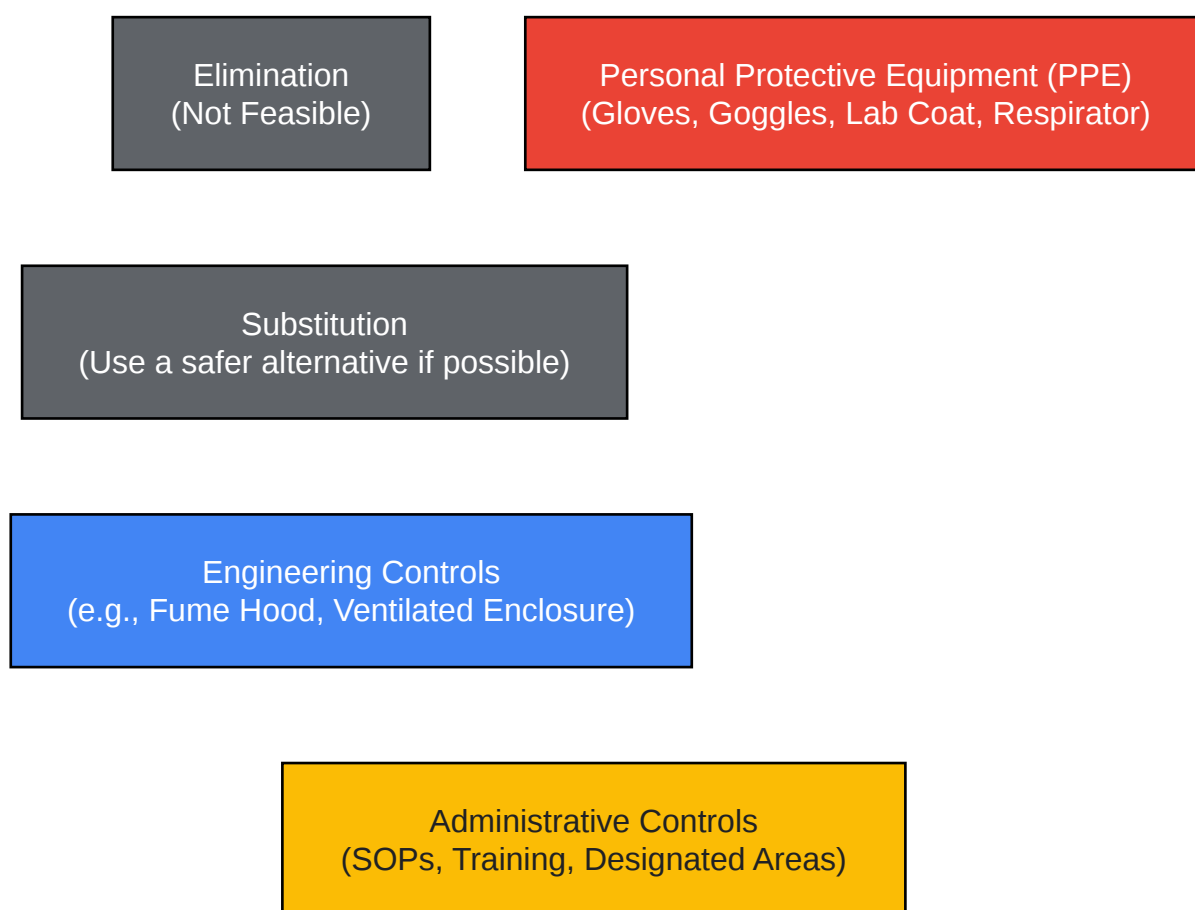 Elimination
(Not Feasible)
Personal Protective Equipment (PPE)
(Gloves, Goggles, Lab Coat, Respirator)
Substitution
(Use a safer alternative if possible)
Engineering Controls
(e.g., Fume Hood, Ventilated Enclosure)
Administrative Controls
(SOPs, Training, Designated Areas)